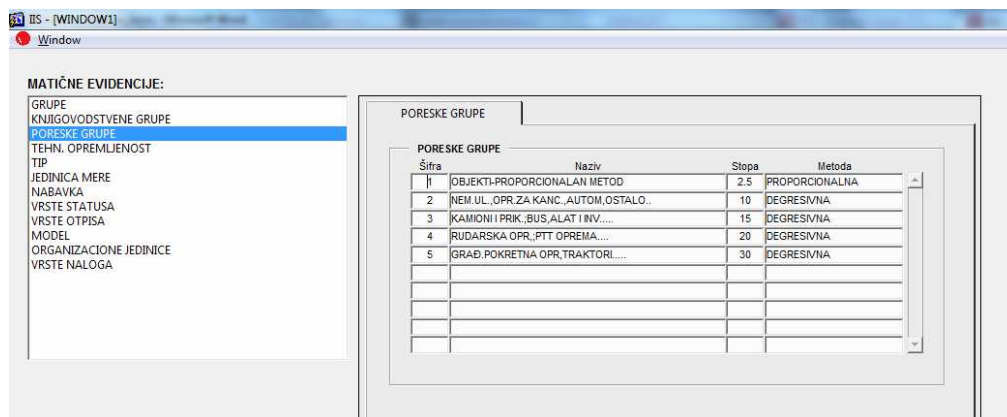 IIS - [WINDOW1]
Window
MATIČNE EVIDENCIJE:
GRUPE
KNJIGOVODSTVENE GRUPE
PORESKE GRUPE
TEHN. OPREMLJENOST
TIP
JEDINICA MERE
NABAVKA
VRSTE STATUSA
VRSTE OTPISA
MODEL
ORGANIZACIONE JEDINICE
VRSTE NALOGA
PORESKE GRUPE
PORESKE GRUPE
Šifra Naziv Stopa Metoda
1 OBJEKTI-PROPORCIONALAN METOD 2.5 PROPORCIONALNA
2 NEM.UL.,OPR.ZA KANC.,AUTOM,OSTALO.. 10 DEGRESIVNA
3 KAMIONI I PRIK.;BUS,ALAT I INV..... 15 DEGRESIVNA
4 RUDARSKA OPR,;PTT OPREMA.... 20 DEGRESIVNA
5 GRAĐ.POKRETNA OPR,TRAKTORI..... 30 DEGRESIVNA